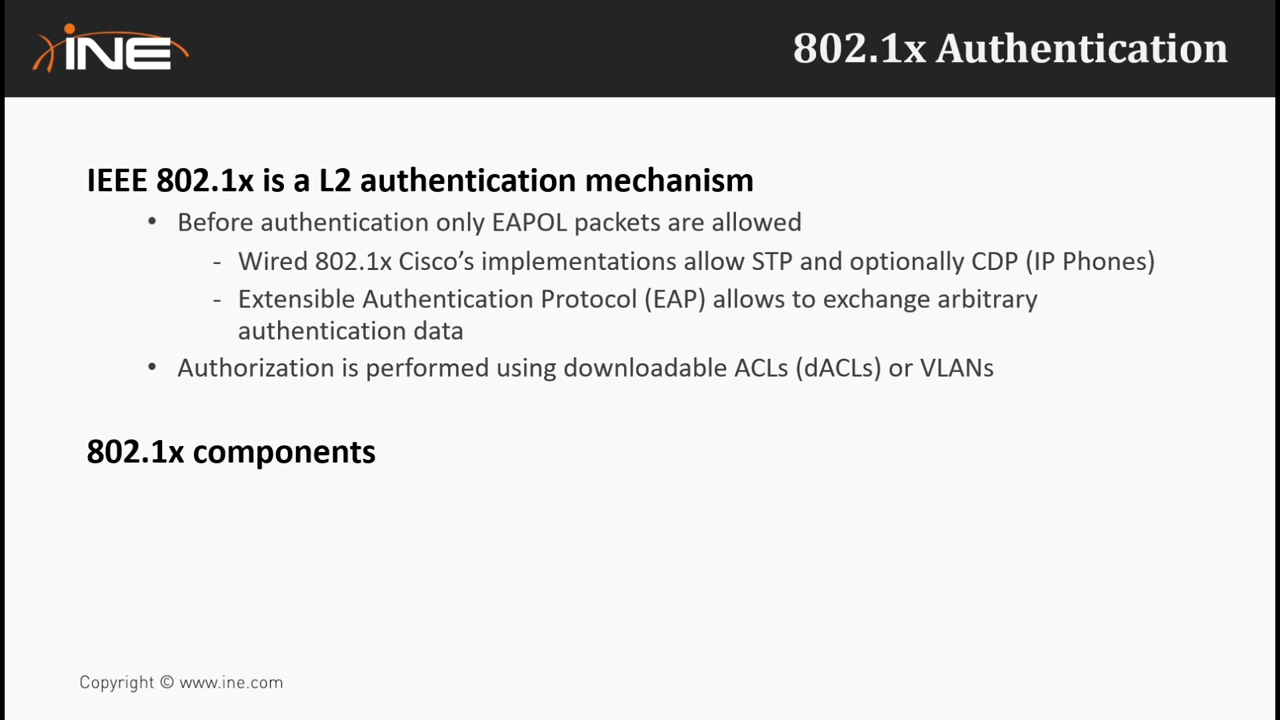 iNE
802.1x Authentication
IEEE 802.1x is a L2 authentication mechanism
• Before authentication only EAPOL packets are allowed
- Wired 802.1x Cisco’s implementations allow STP and optionally CDP (IP Phones)
- Extensible Authentication Protocol (EAP) allows to exchange arbitrary
authentication data
• Authorization is performed using downloadable ACLs (dACLs) or VLANs
802.1x components
Copyright © www.ine.com